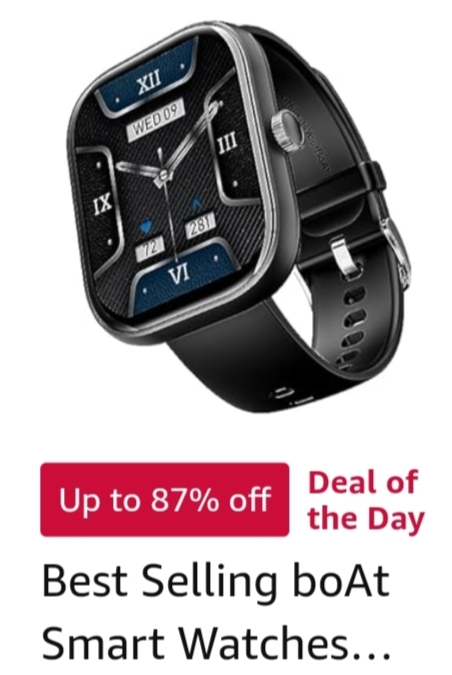 XII
WED 09
III
IX
72
281
VI
Up to 87% off
Deal of
the Day
Best Selling boAt
Smart Watches...